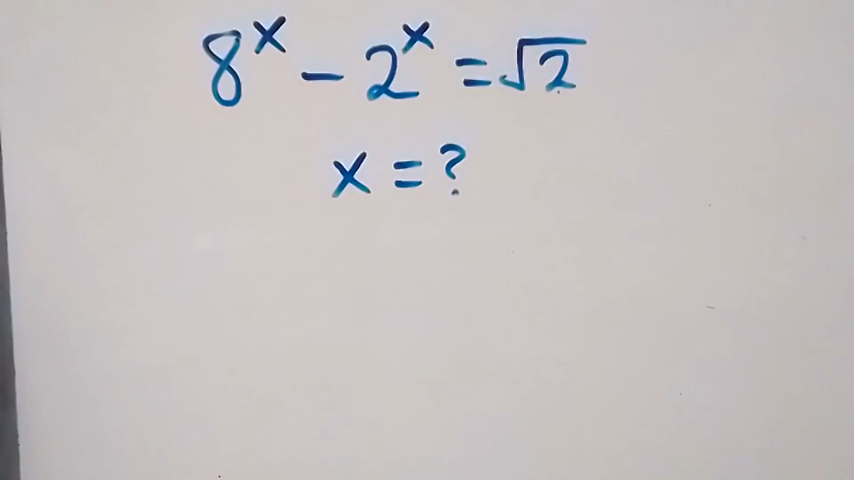 8^x - 2^x = √2
x = ?